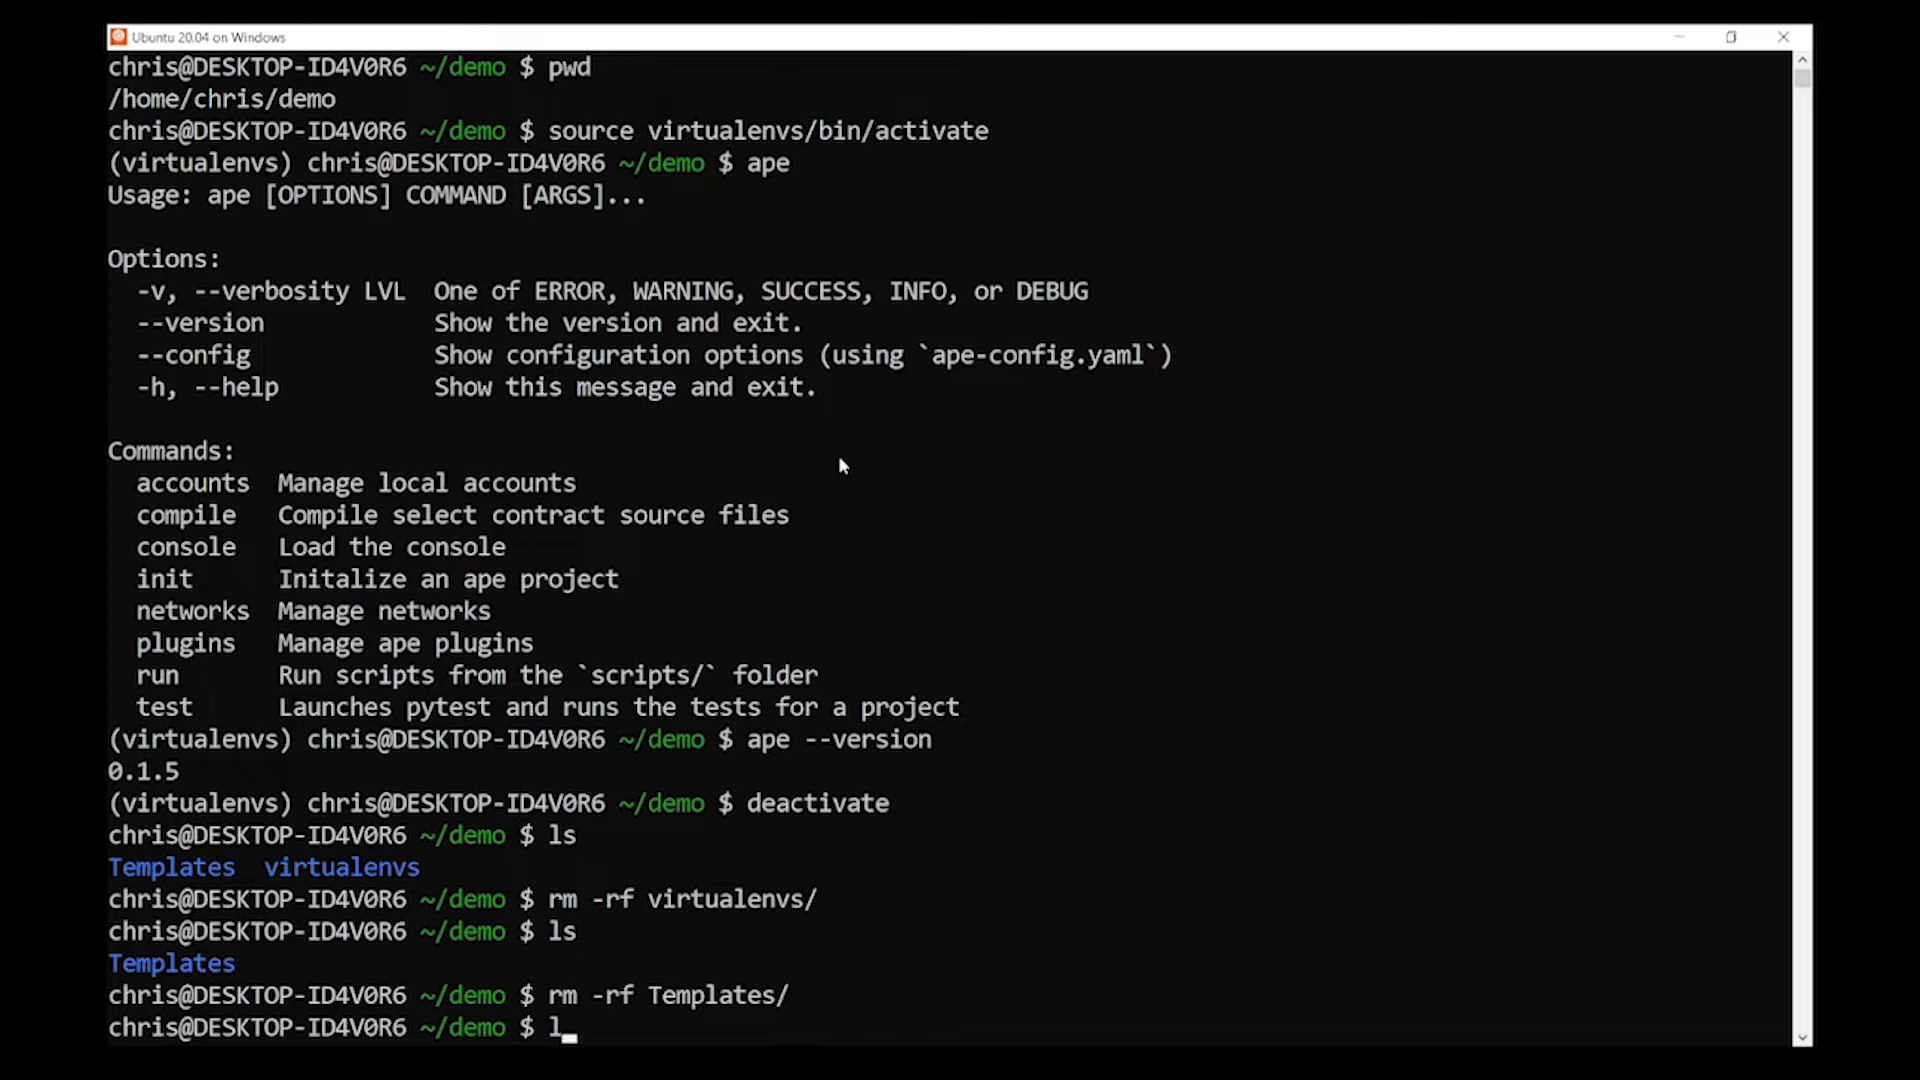 Ubuntu 20.04 on Windows
chris@DESKTOP-ID4V0R6 ~/demo $ pwd
/home/chris/demo
chris@DESKTOP-ID4V0R6 ~/demo $ source virtualenvs/bin/activate
(virtualenvs) chris@DESKTOP-ID4V0R6 ~/demo $ ape
Usage: ape [OPTIONS] COMMAND [ARGS]...
Options:
-v, --verbosity LVL  One of ERROR, WARNING, SUCCESS, INFO, or DEBUG
--version            Show the version and exit.
--config             Show configuration options (using `ape-config.yaml`)
-h, --help           Show this message and exit.
Commands:
accounts  Manage local accounts
compile   Compile select contract source files
console   Load the console
init      Initalize an ape project
networks  Manage networks
plugins   Manage ape plugins
run       Run scripts from the `scripts/` folder
test      Launches pytest and runs the tests for a project
(virtualenvs) chris@DESKTOP-ID4V0R6 ~/demo $ ape --version
0.1.5
(virtualenvs) chris@DESKTOP-ID4V0R6 ~/demo $ deactivate
chris@DESKTOP-ID4V0R6 ~/demo $ ls
Templates  virtualenvs
chris@DESKTOP-ID4V0R6 ~/demo $ rm -rf virtualenvs/
chris@DESKTOP-ID4V0R6 ~/demo $ ls
Templates
chris@DESKTOP-ID4V0R6 ~/demo $ rm -rf Templates/
chris@DESKTOP-ID4V0R6 ~/demo $ l